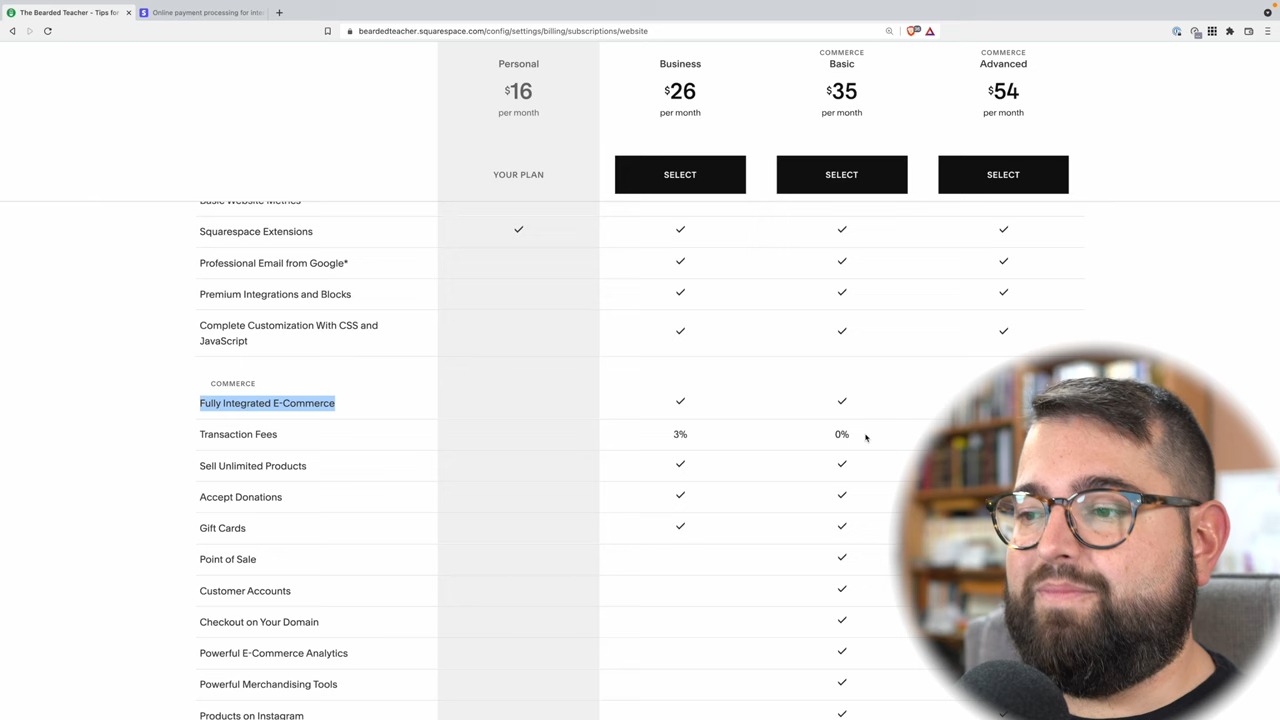 The Bearded Teacher – Tips for
Online payment processing for inte
beardedteacher.squarespace.com/config/settings/billing/subscriptions/website
Personal
$16
per month
YOUR PLAN
Business
$26
per month
SELECT
COMMERCE
Basic
$35
per month
SELECT
COMMERCE
Advanced
$54
per month
SELECT
Basic Website Metrics
Squarespace Extensions
Professional Email from Google*
Premium Integrations and Blocks
Complete Customization With CSS and
JavaScript
COMMERCE
Fully Integrated E-Commerce
Transaction Fees 3% 0%
Sell Unlimited Products
Accept Donations
Gift Cards
Point of Sale
Customer Accounts
Checkout on Your Domain
Powerful E-Commerce Analytics
Powerful Merchandising Tools
Products on Instagram